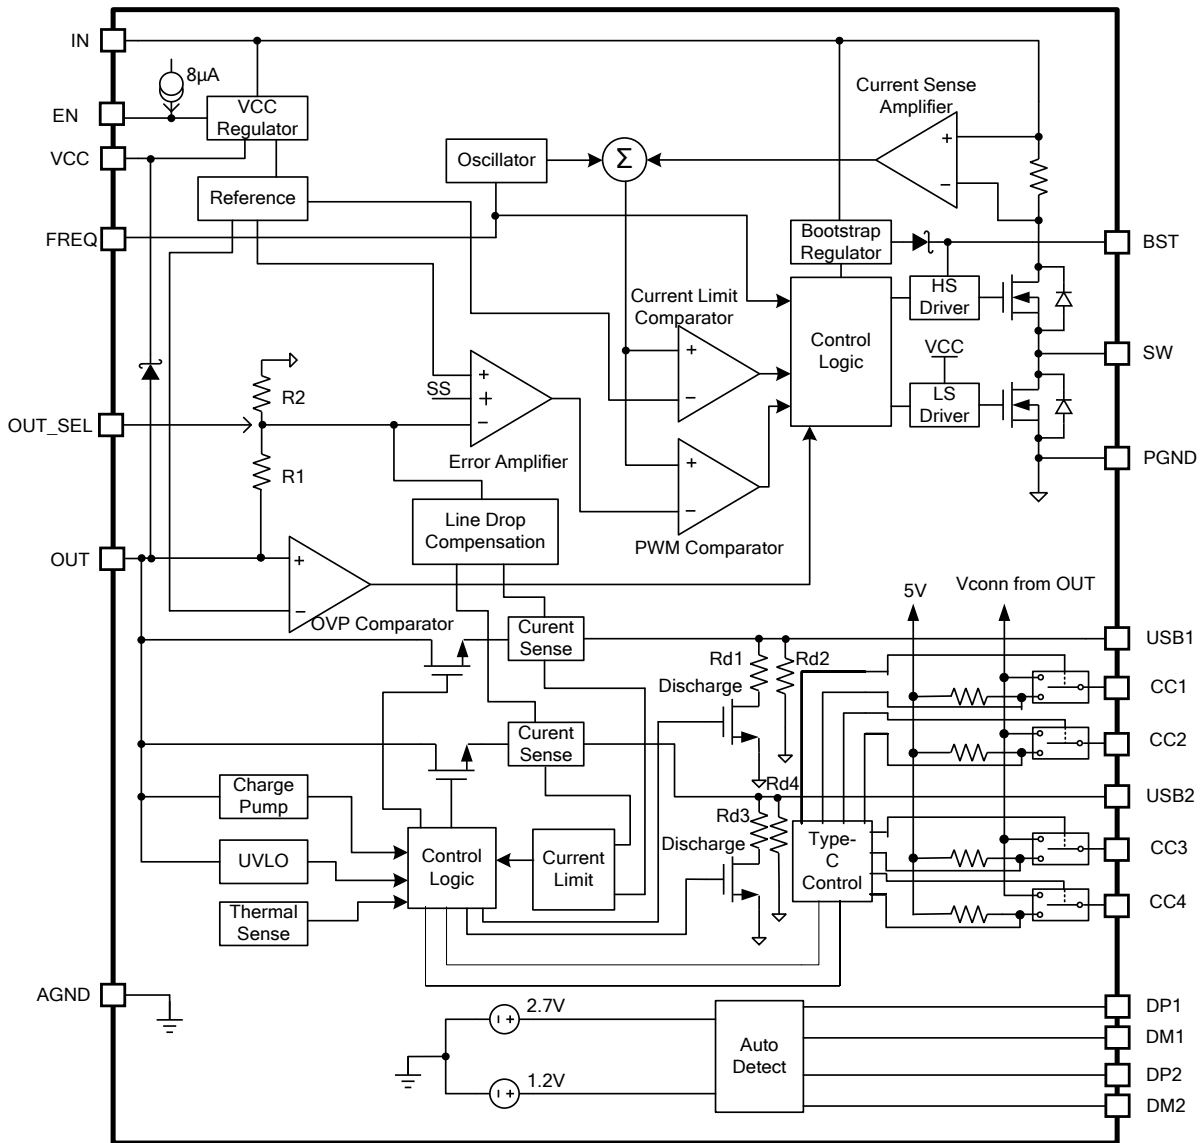 IN
8µA
EN
VCC
Regulator
VCC
Reference
FREQ
Oscillator
Σ
Current Sense
Amplifier
+
−
Bootstrap
Regulator
BST
HS
Driver
Current Limit
Comparator
+
−
Control
Logic
SW
VCC
LS
Driver
PGND
R2
OUT_SEL
R1
SS
+
+
−
Error Amplifier
+
−
PWM Comparator
Line Drop
Compensation
OUT
+
−
OVP Comparator
5V
Vconn from OUT
Curent
Sense
USB1
Rd1
Rd2
Discharge
CC1
CC2
Curent
Sense
USB2
Rd4
Rd3
Discharge
Charge
Pump
UVLO
Thermal
Sense
Control
Logic
Current
Limit
Type-
C
Control
CC3
CC4
AGND
2.7V
1.2V
Auto
Detect
DP1
DM1
DP2
DM2